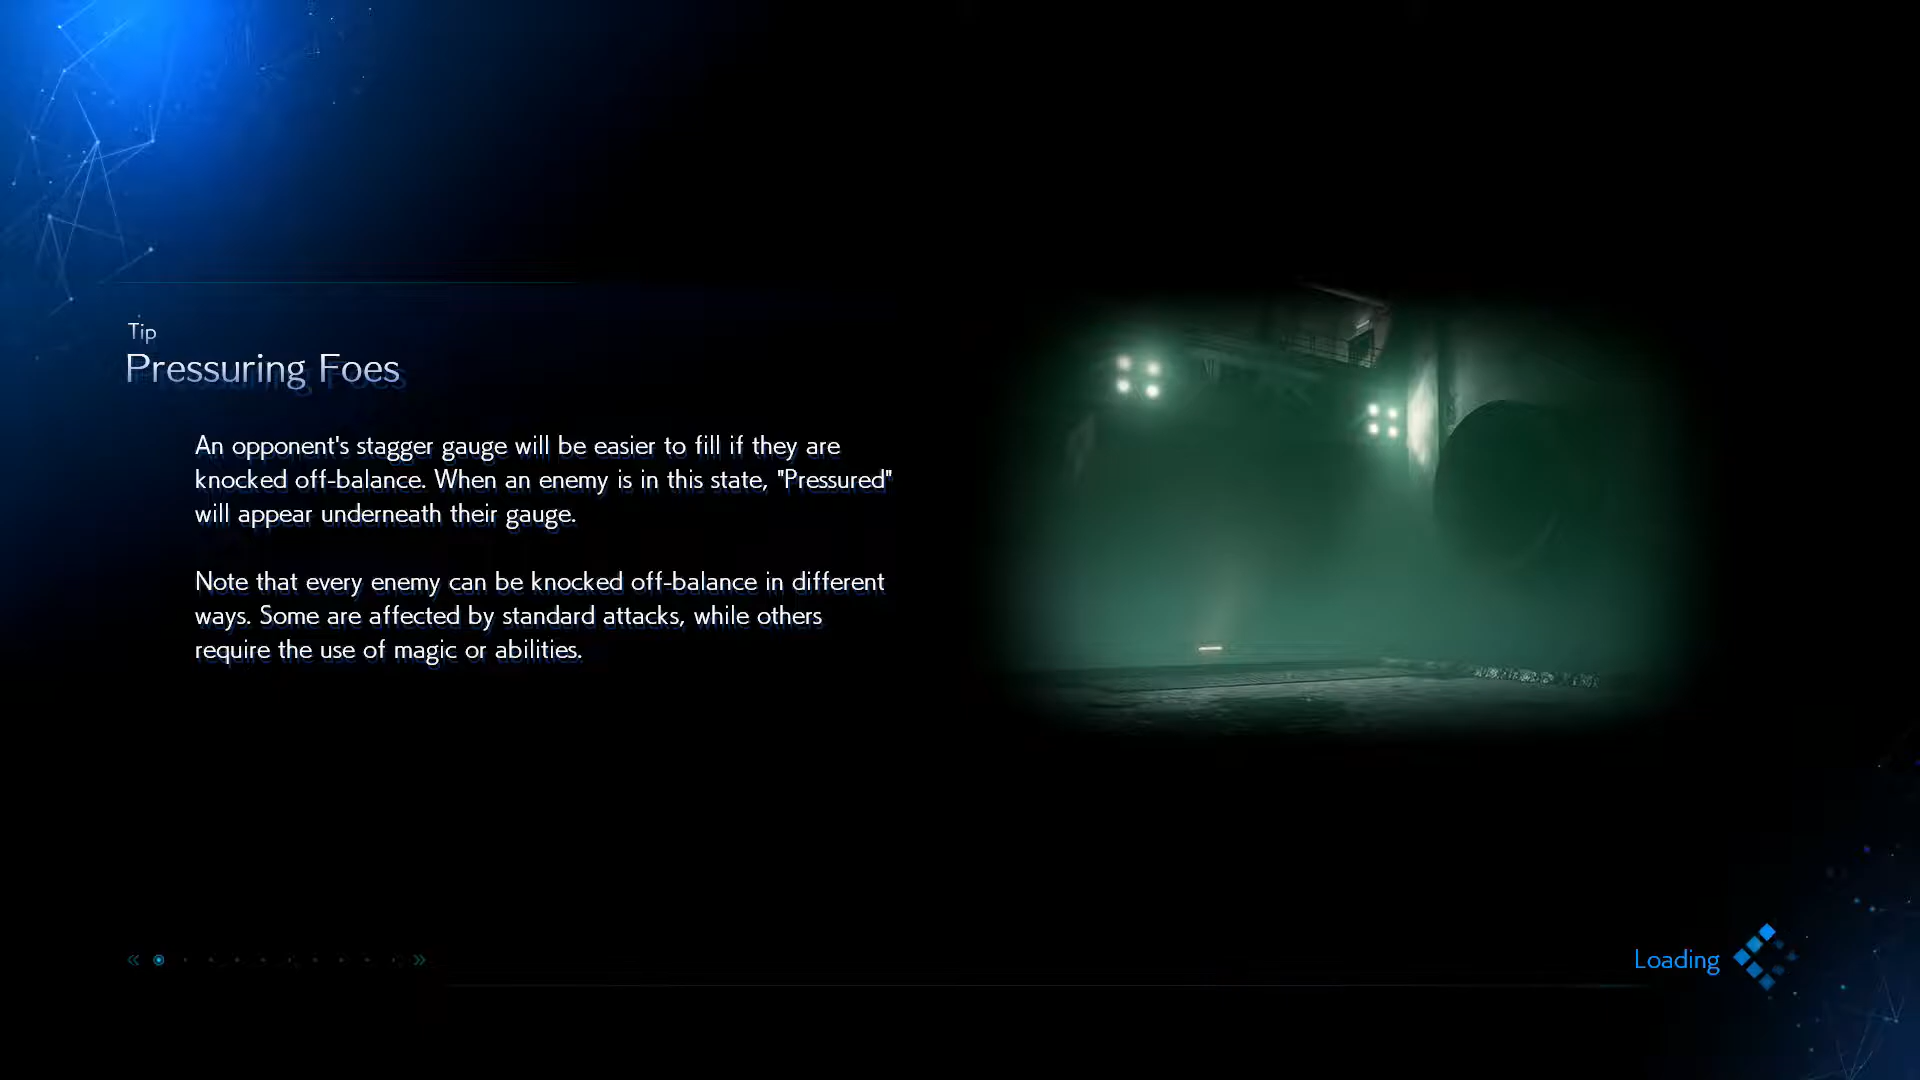 Tip
Pressuring Foes
An opponent's stagger gauge will be easier to fill if they are
knocked off-balance. When an enemy is in this state, "Pressured"
will appear underneath their gauge.
Note that every enemy can be knocked off-balance in different
ways. Some are affected by standard attacks, while others
require the use of magic or abilities.
Loading